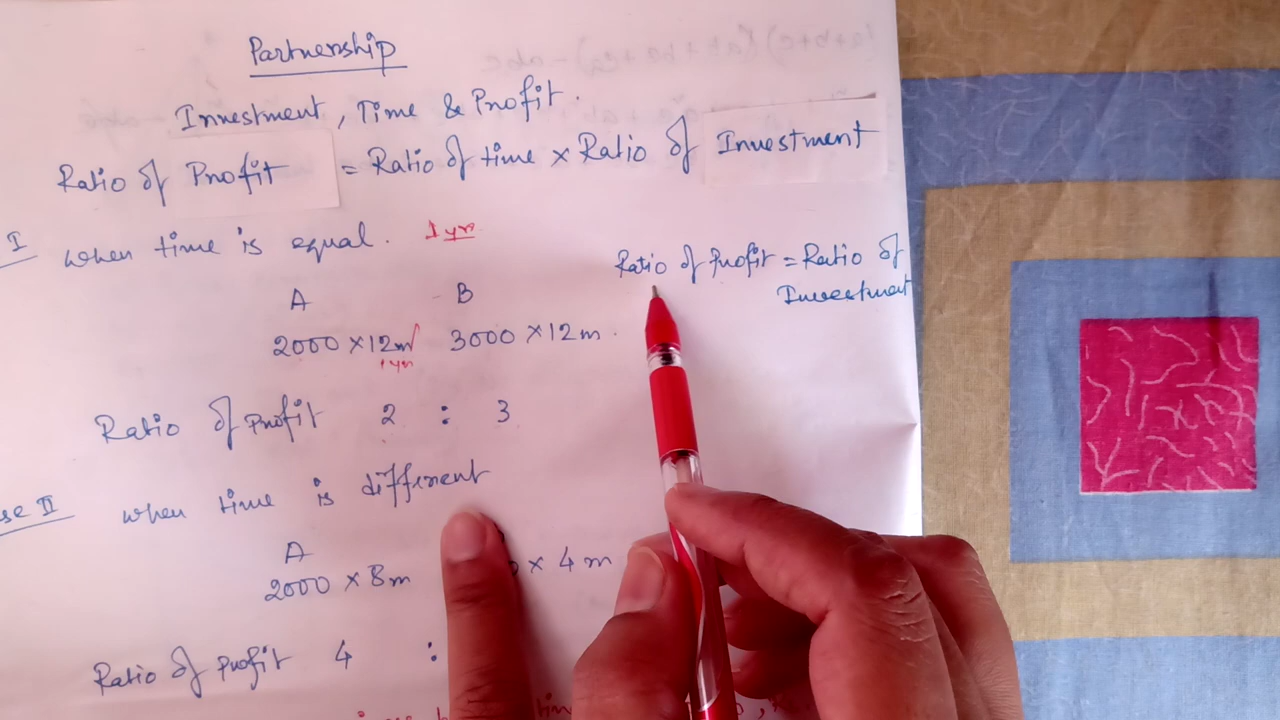 Partnership
Investment, Time & Profit.
Ratio of Profit = Ratio of time × Ratio of Investment
I when time is equal. 1 yr
Ratio of Profit = Ratio of
Investment
A B
2000 × 12m 3000 × 12 m
1 yr
Ratio of Profit 2 : 3
se II when time is different
A
2000 × 8m × 4 m
Ratio of Profit 4 :